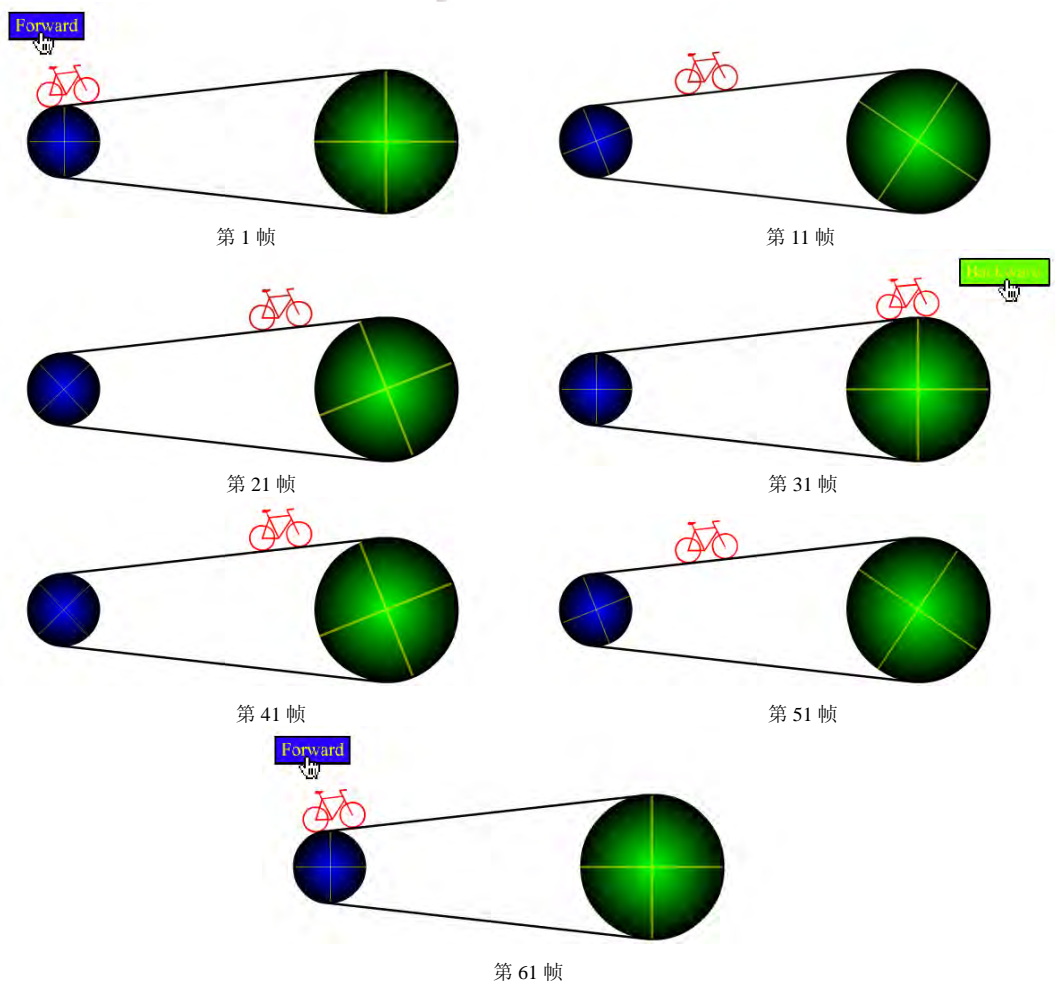 Forward
第 1 帧
第 11 帧
第 21 帧
第 31 帧
第 41 帧
第 51 帧
Forward
第 61 帧